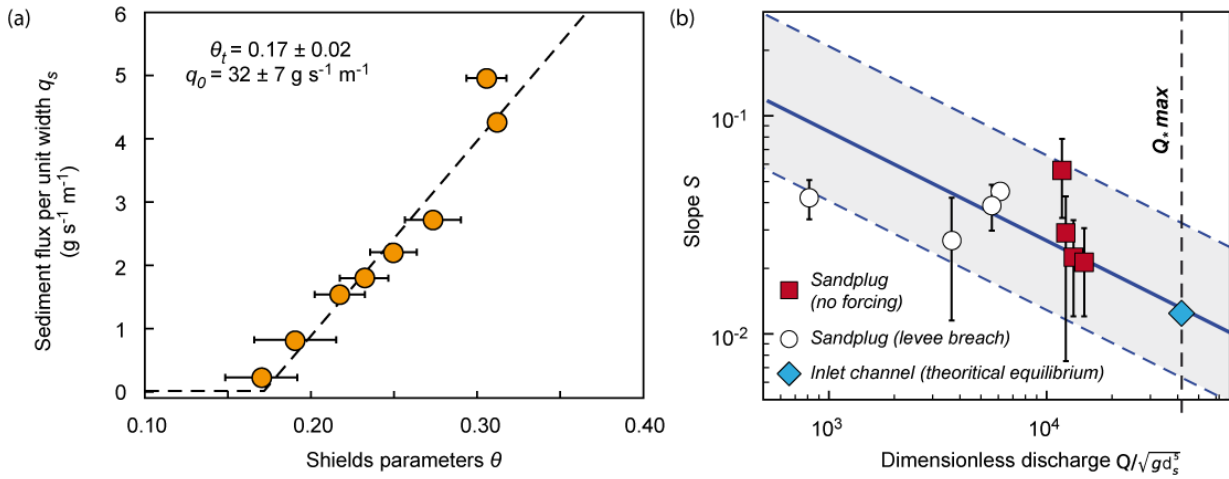 (a)
θt = 0.17 ± 0.02
q0 = 32 ± 7 g s-1 m-1
Sediment flux per unit width qs
(g s-1 m-1)
6
5
4
3
2
1
0
0.10
0.20
0.30
0.40
Shields parameters θ
(b)
Q* max
Slope S
10-1
10-2
Sandplug
(no forcing)
Sandplug (levee breach)
Inlet channel (theoritical equilibrium)
103
104
Dimensionless discharge Q/√gdss